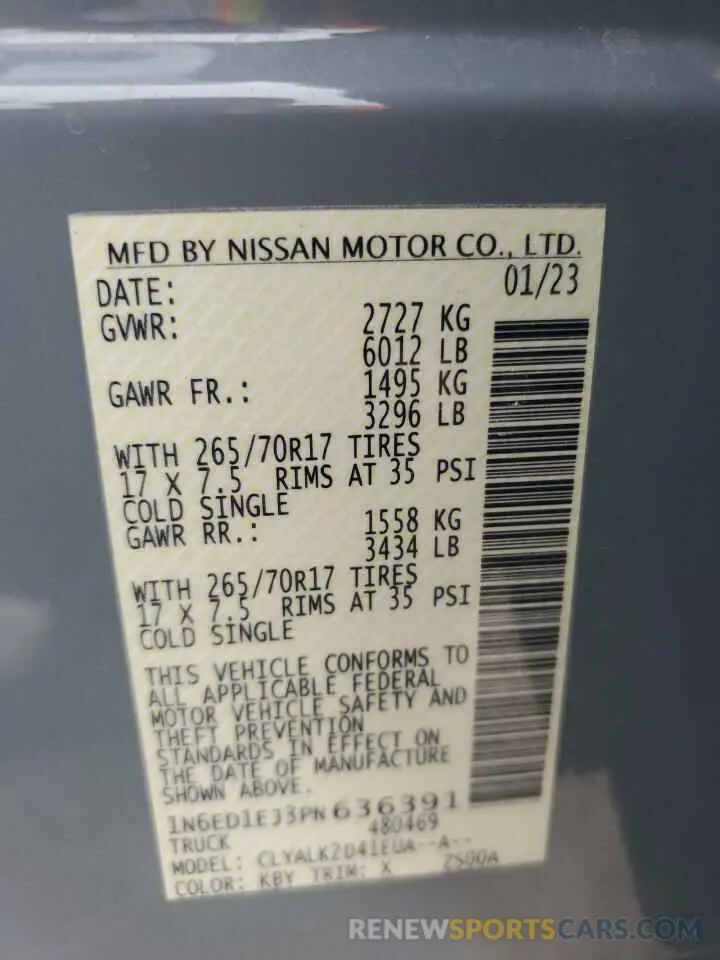 MFD BY NISSAN MOTOR CO., LTD.
DATE: 01/23
GVWR: 2727 KG
6012 LB
GAWR FR.: 1495 KG
3296 LB
WITH 265/70R17 TIRES
17 X 7.5 RIMS AT 35 PSI
COLD SINGLE
GAWR RR.: 1558 KG
3434 LB
WITH 265/70R17 TIRES
17 X 7.5 RIMS AT 35 PSI
COLD SINGLE
THIS VEHICLE CONFORMS TO
ALL APPLICABLE FEDERAL
MOTOR VEHICLE SAFETY AND
THEFT PREVENTION
STANDARDS IN EFFECT ON
THE DATE OF MANUFACTURE
SHOWN ABOVE.
1N6ED1EJ3PN636391
TRUCK 480469
MODEL: CLYALK2D41EUA--A--
COLOR: KBY TRIM: X
RENEWSPORTSCARS.COM